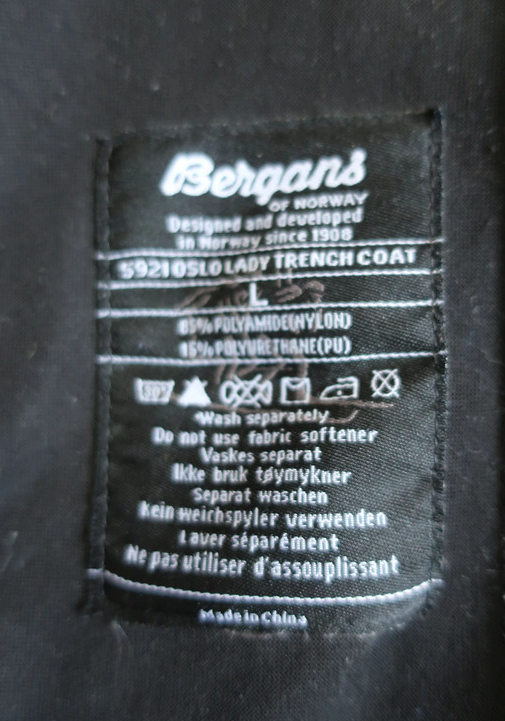 Bergans
OF NORWAY
Designed and developed
in Norway since 1908
5921 OSLO LADY TRENCH COAT
L
85% POLYAMIDE(NYLON)
15% POLYURETHANE(PU)
30°
Wash separately
Do not use fabric softener
Vaskes separat
Ikke bruk tøymykner
Separat waschen
Kein weichspyler verwenden
Laver séparément
Ne pas utiliser d'assouplissant
Made in China